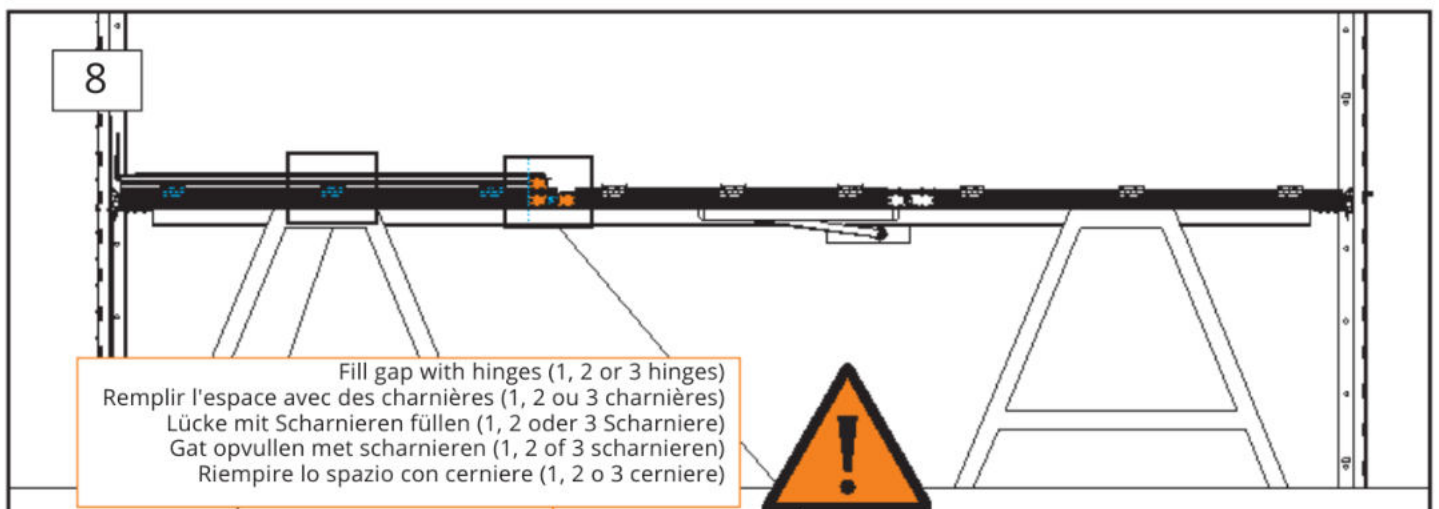 8
Fill gap with hinges (1, 2 or 3 hinges)
Remplir l'espace avec des charnières (1, 2 ou 3 charnières)
Lücke mit Scharnieren füllen (1, 2 oder 3 Scharniere)
Gat opvullen met scharnieren (1, 2 of 3 scharnieren)
Riempire lo spazio con cerniere (1, 2 o 3 cerniere)